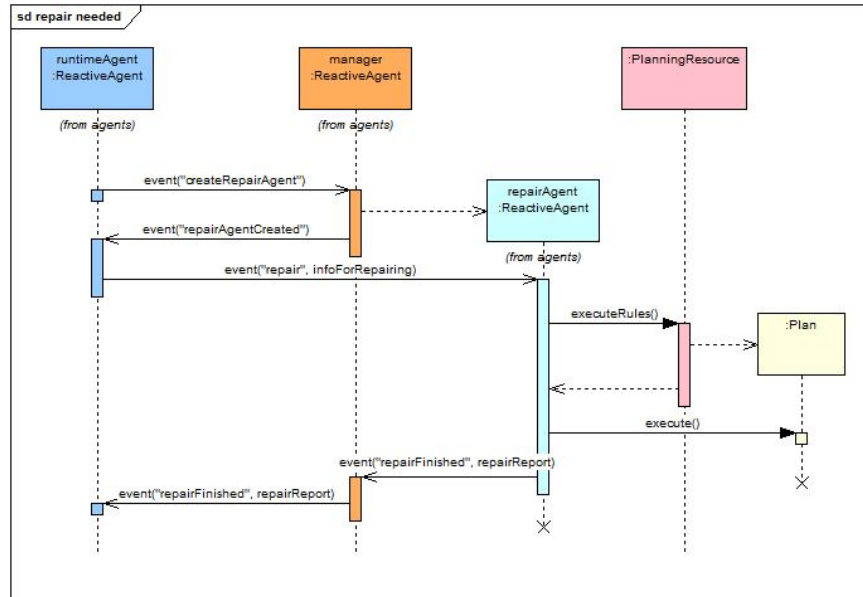 sd repair needed
runtimeAgent
:ReactiveAgent
(from agents)
manager
:ReactiveAgent
(from agents)
:PlanningResource
event("createRepairAgent")
repairAgent
:ReactiveAgent
(from agents)
event("repairAgentCreated")
event("repair", infoForRepairing)
executeRules()
:Plan
execute()
event("repairFinished", repairReport)
event("repairFinished", repairReport)